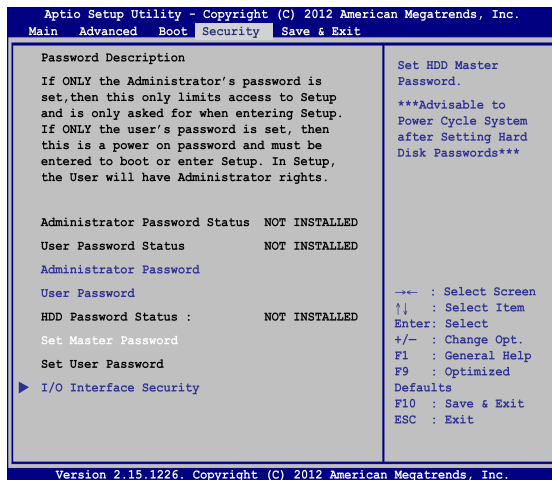 Aptio Setup Utility - Copyright (C) 2012 American Megatrends, Inc.
Main Advanced Boot Security Save & Exit
Password Description
If ONLY the Administrator's password is
set,then this only limits access to Setup
and is only asked for when entering Setup.
If ONLY the user's password is set, then
this is a power on password and must be
entered to boot or enter Setup. In Setup,
the User will have Administrator rights.
Administrator Password Status NOT INSTALLED
User Password Status NOT INSTALLED
Administrator Password
User Password
HDD Password Status : NOT INSTALLED
Set Master Password
Set User Password
I/O Interface Security
Set HDD Master
Password.
***Advisable to
Power Cycle System
after Setting Hard
Disk Passwords***
→← : Select Screen
↑↓ : Select Item
Enter: Select
+/— : Change Opt.
F1 : General Help
F9 : Optimized
Defaults
F10 : Save & Exit
ESC : Exit
Version 2.15.1226. Copyright (C) 2012 American Megatrends, Inc.